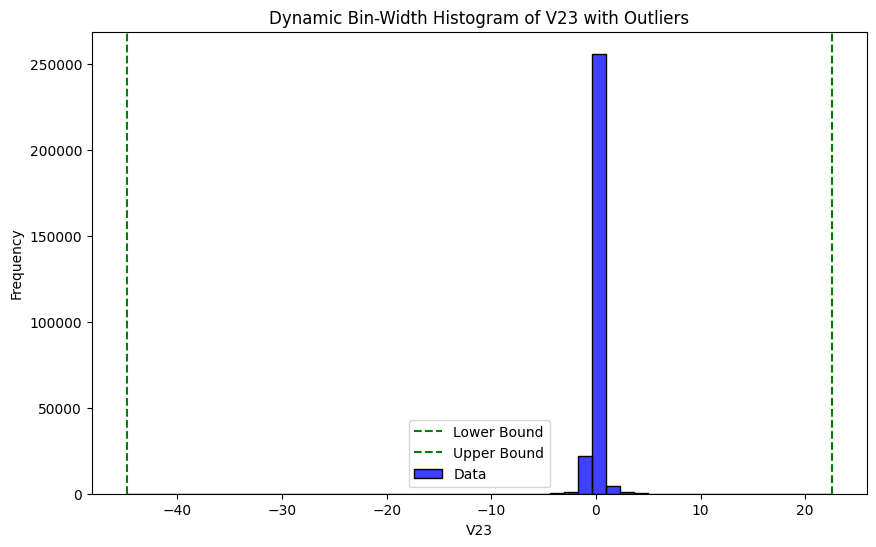 Dynamic Bin-Width Histogram of V23 with Outliers
250000
200000
150000
100000
50000
0
Frequency
Lower Bound
Upper Bound
Data
−40
−30
−20
−10
0
10
20
V23